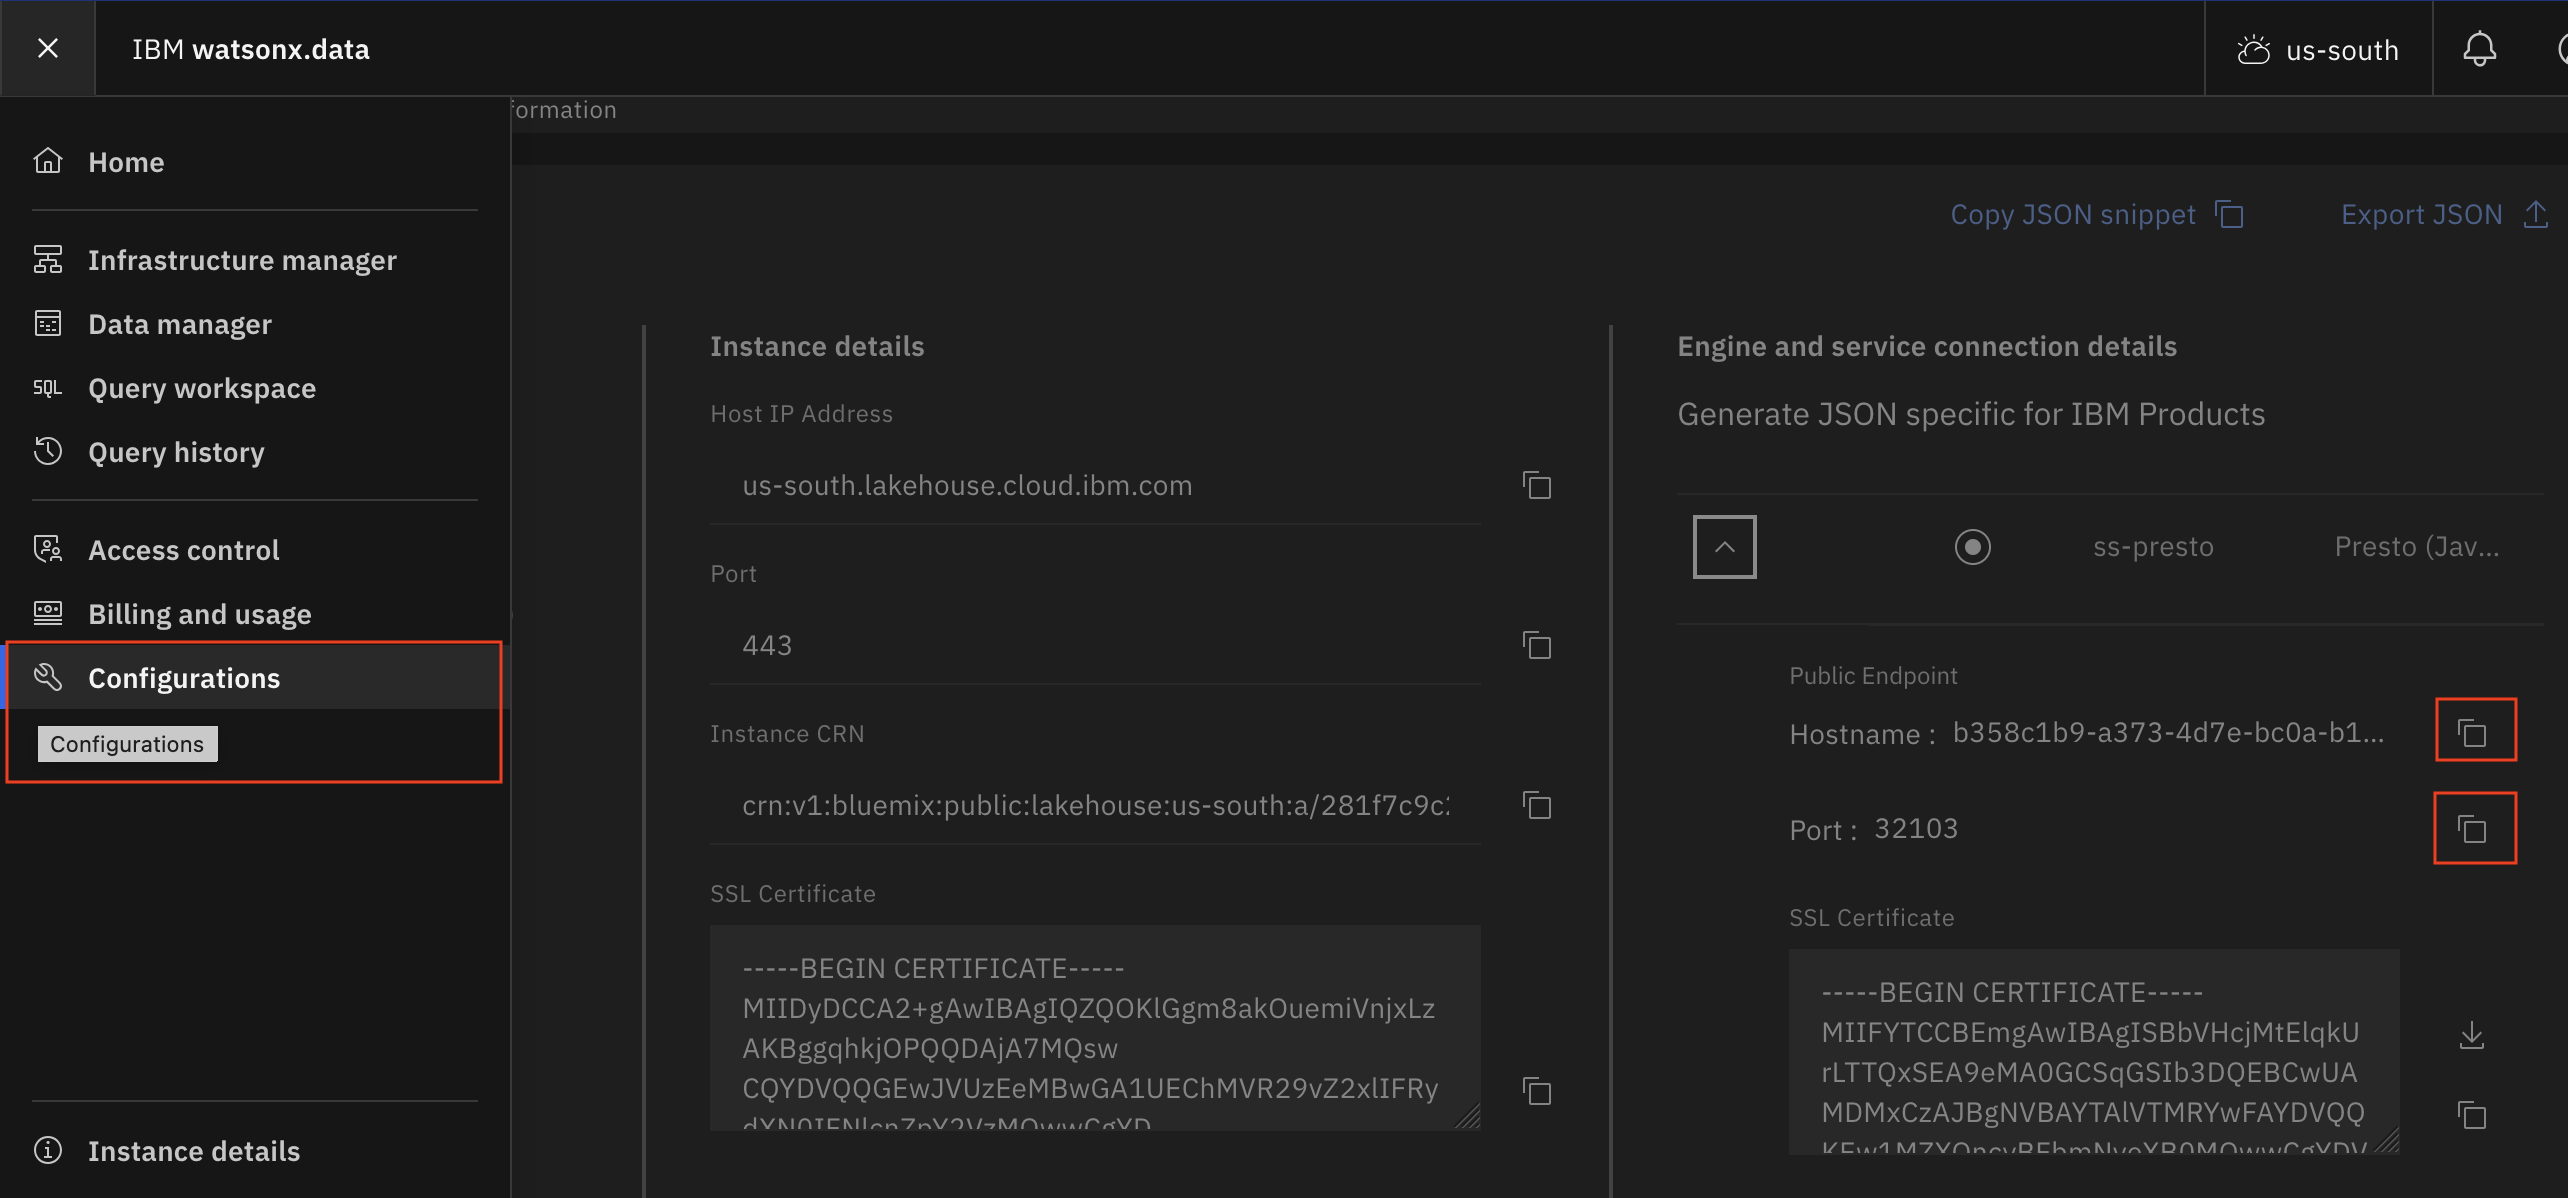 IBM watsonx.data
us-south
formation
Home
Infrastructure manager
Data manager
SQL
Query workspace
Query history
Access control
Billing and usage
Configurations
Configurations
Instance details
Copy JSON snippet
Export JSON
Instance details
Host IP Address
us-south.lakehouse.cloud.ibm.com
Port
443
Instance CRN
crn:v1:bluemix:public:lakehouse:us-south:a/281f7c9c
SSL Certificate
-----BEGIN CERTIFICATE-----
MIIDyDCCA2+gAwIBAgIQZQOKlGgm8akOuemiVnjxLz
AKBggqhkjOPQQDAjA7MQsw
CQYDVQQGEwJVUzEeMBwGA1UEChMVR29vZ2xlIFRy
Engine and service connection details
Generate JSON specific for IBM Products
ss-presto
Presto (Jav...
Public Endpoint
Hostname : b358c1b9-a373-4d7e-bc0a-b1...
Port : 32103
SSL Certificate
-----BEGIN CERTIFICATE-----
MIIFYTCCBEmgAwIBAgISBbVHcjMtElqkU
rLTTQxSEA9eMA0GCSqGSIb3DQEBCwUA
MDMxCzAJBgNVBAYTAlVTMRYwFAYDVQQ